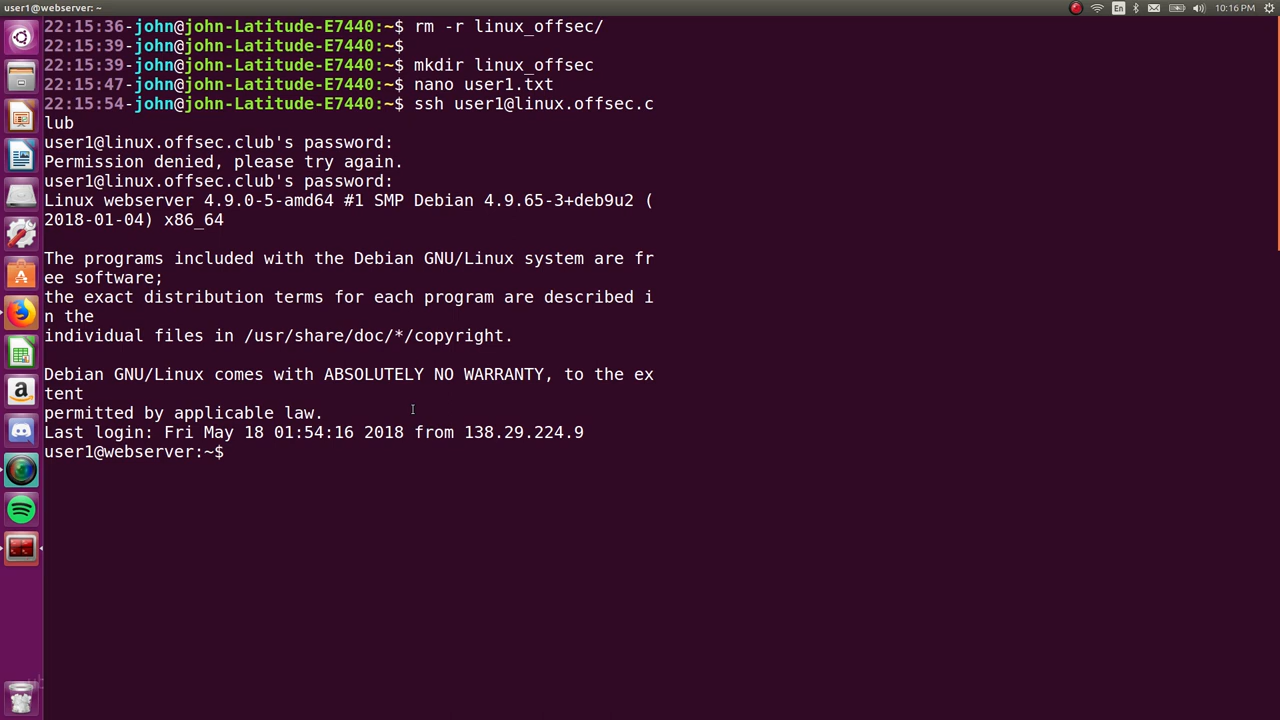 user1@webserver: ~
En
10:16 PM
22:15:36-john@john-Latitude-E7440:~$ rm -r linux_offsec/
22:15:39-john@john-Latitude-E7440:~$
22:15:39-john@john-Latitude-E7440:~$ mkdir linux_offsec
22:15:47-john@john-Latitude-E7440:~$ nano user1.txt
22:15:54-john@john-Latitude-E7440:~$ ssh user1@linux.offsec.c
lub
user1@linux.offsec.club's password:
Permission denied, please try again.
user1@linux.offsec.club's password:
Linux webserver 4.9.0-5-amd64 #1 SMP Debian 4.9.65-3+deb9u2 (
2018-01-04) x86_64
The programs included with the Debian GNU/Linux system are fr
ee software;
the exact distribution terms for each program are described i
n the
individual files in /usr/share/doc/*/copyright.
Debian GNU/Linux comes with ABSOLUTELY NO WARRANTY, to the ex
tent
permitted by applicable law.
Last login: Fri May 18 01:54:16 2018 from 138.29.224.9
user1@webserver:~$